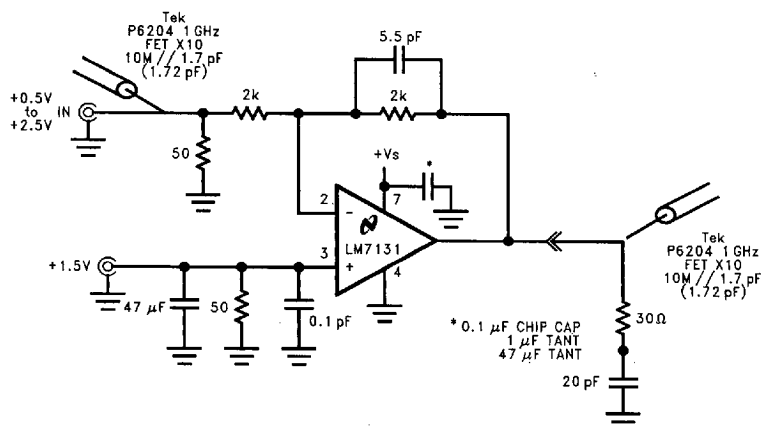 Tek
P6204 1 GHz
FET X10
10M // 1.7 pF
(1.72 pF)
+0.5V
to
+2.5V
IN
50
2k
5.5 pF
2k
+Vs
*
7
2
-
3
+
LM7131
4
+1.5V
47 µF
50
0.1 pF
Tek
P6204 1 GHz
FET X10
10M // 1.7 pF
(1.72 pF)
30Ω
20 pF
* 0.1 µF CHIP CAP
1 µF TANT
47 µF TANT